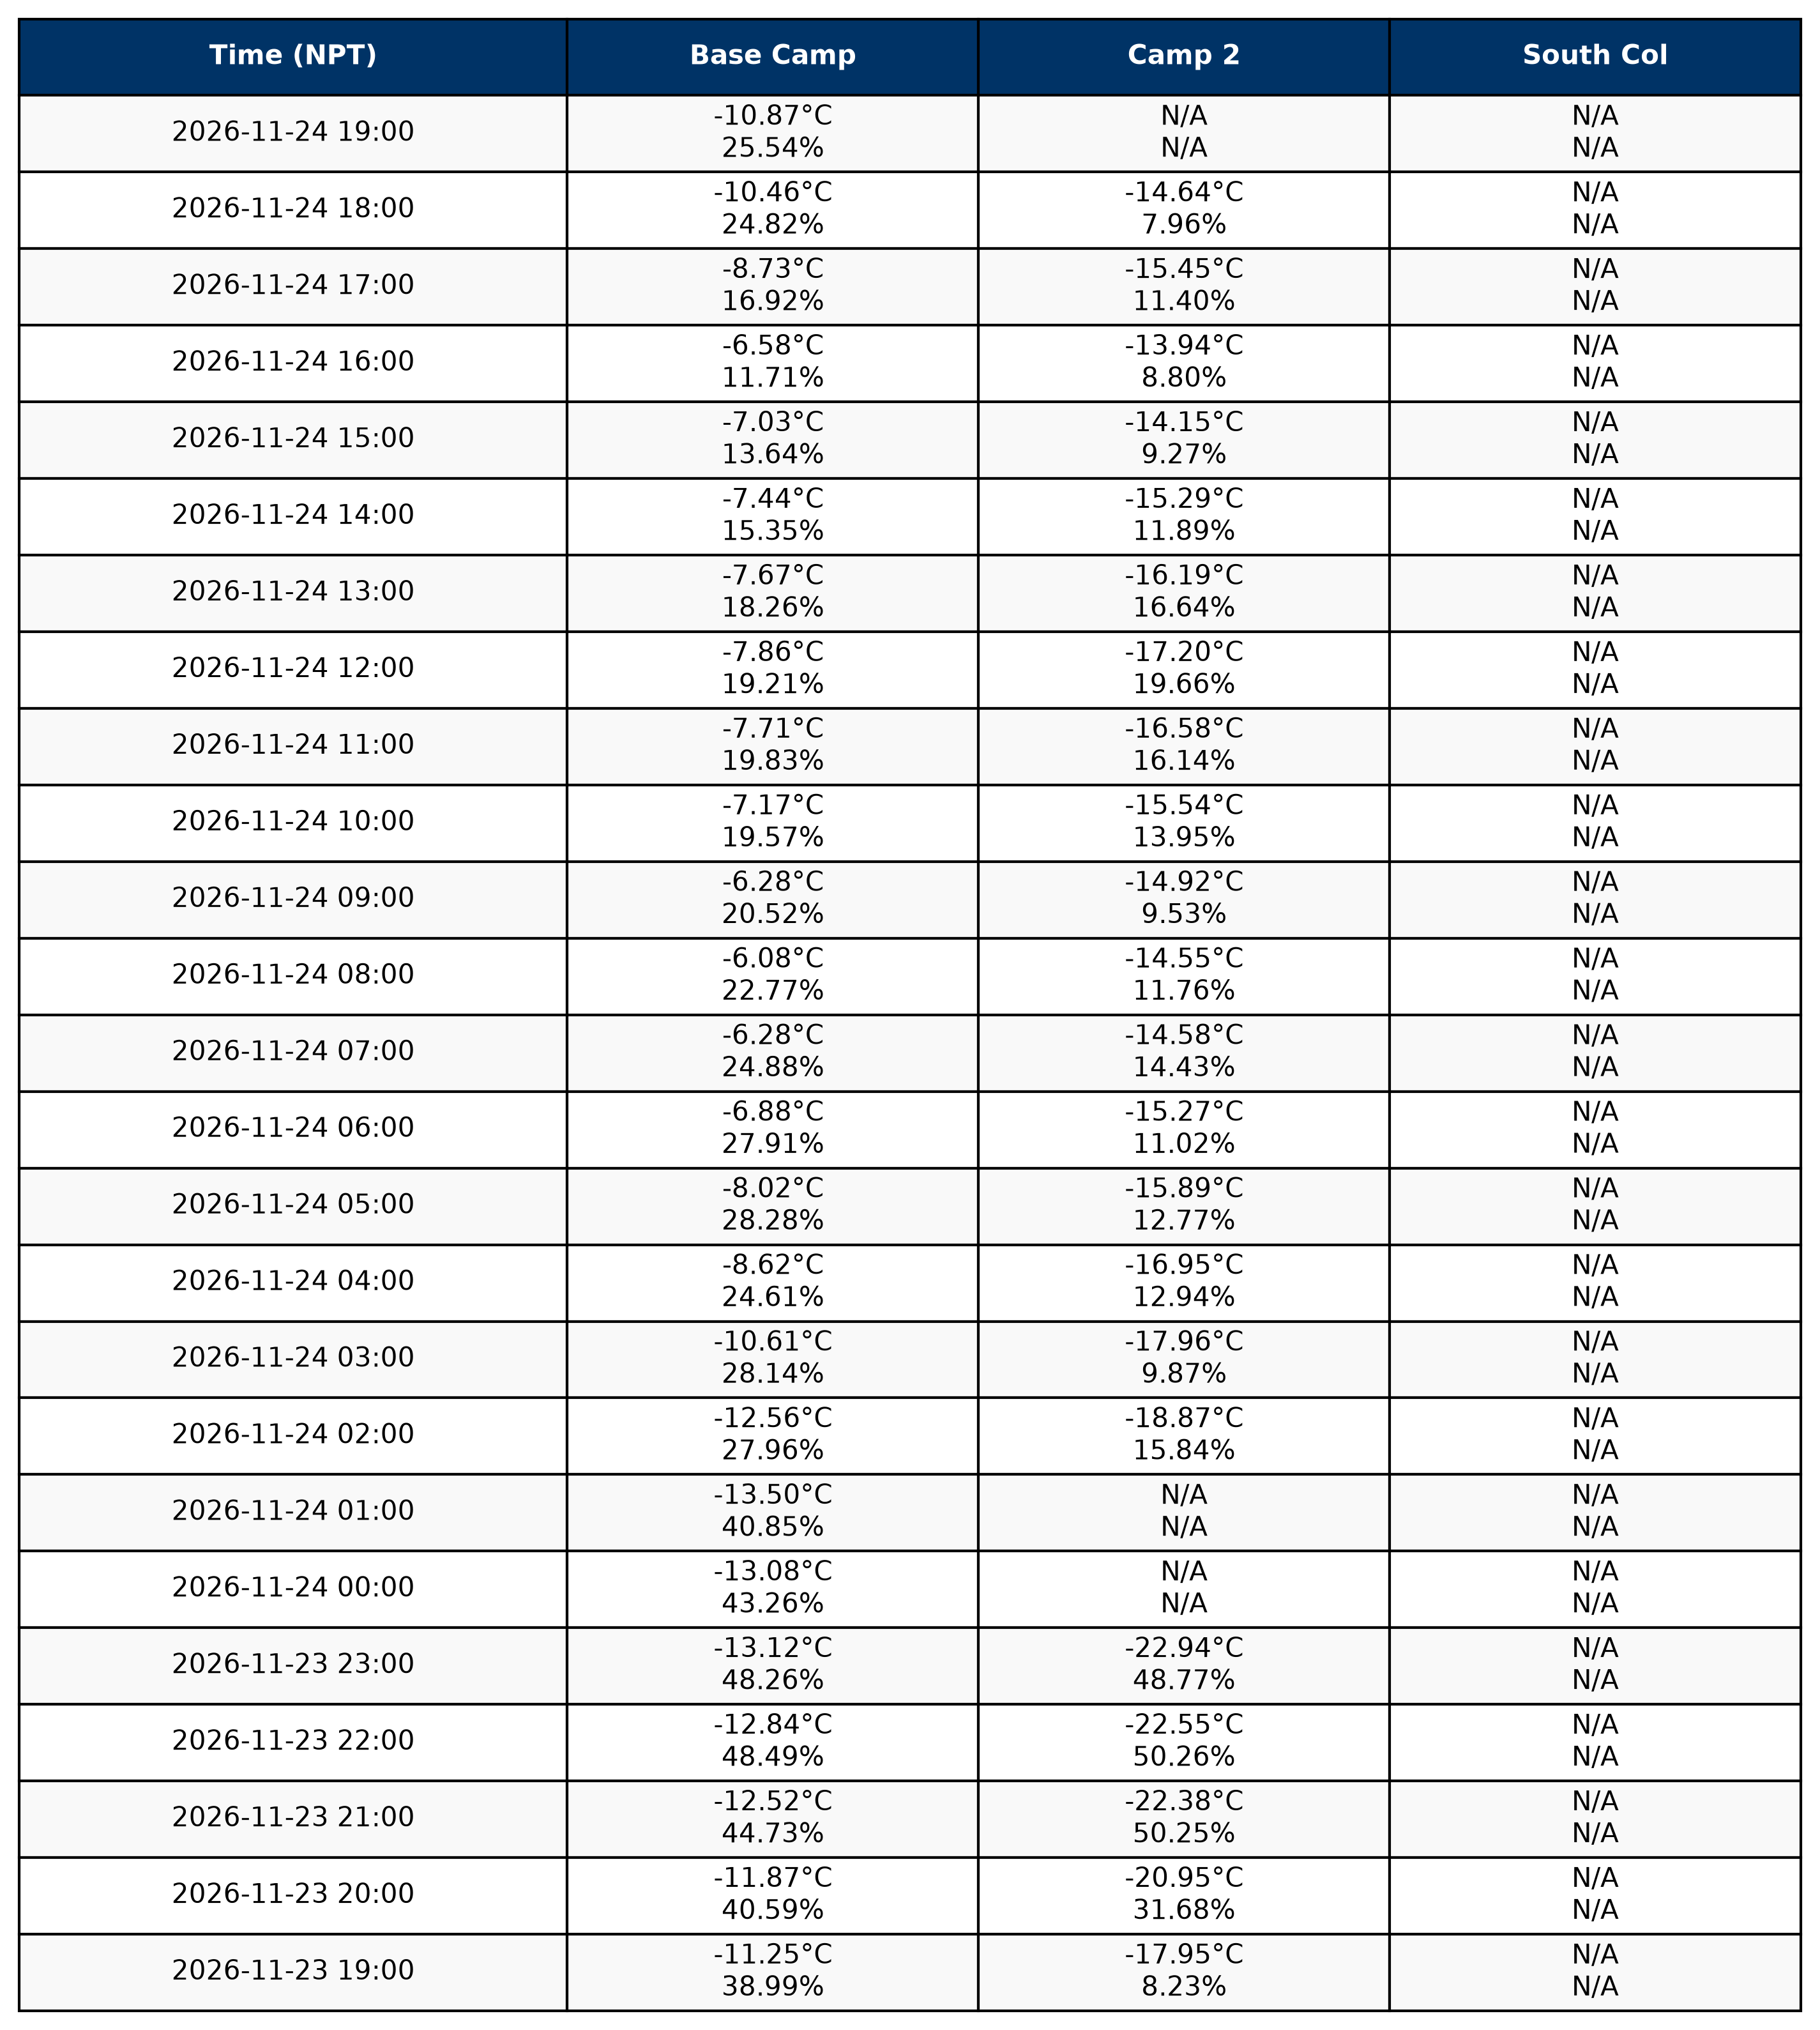 Time (NPT) Base Camp Camp 2 South Col
2026-11-24 19:00 -10.87°C N/A N/A
25.54% N/A N/A
2026-11-24 18:00 -10.46°C -14.64°C N/A
24.82% 7.96% N/A
2026-11-24 17:00 -8.73°C -15.45°C N/A
16.92% 11.40% N/A
2026-11-24 16:00 -6.58°C -13.94°C N/A
11.71% 8.80% N/A
2026-11-24 15:00 -7.03°C -14.15°C N/A
13.64% 9.27% N/A
2026-11-24 14:00 -7.44°C -15.29°C N/A
15.35% 11.89% N/A
2026-11-24 13:00 -7.67°C -16.19°C N/A
18.26% 16.64% N/A
2026-11-24 12:00 -7.86°C -17.20°C N/A
19.21% 19.66% N/A
2026-11-24 11:00 -7.71°C -16.58°C N/A
19.83% 16.14% N/A
2026-11-24 10:00 -7.17°C -15.54°C N/A
19.57% 13.95% N/A
2026-11-24 09:00 -6.28°C -14.92°C N/A
20.52% 9.53% N/A
2026-11-24 08:00 -6.08°C -14.55°C N/A
22.77% 11.76% N/A
2026-11-24 07:00 -6.28°C -14.58°C N/A
24.88% 14.43% N/A
2026-11-24 06:00 -6.88°C -15.27°C N/A
27.91% 11.02% N/A
2026-11-24 05:00 -8.02°C -15.89°C N/A
28.28% 12.77% N/A
2026-11-24 04:00 -8.62°C -16.95°C N/A
24.61% 12.94% N/A
2026-11-24 03:00 -10.61°C -17.96°C N/A
28.14% 9.87% N/A
2026-11-24 02:00 -12.56°C -18.87°C N/A
27.96% 15.84% N/A
2026-11-24 01:00 -13.50°C N/A N/A
40.85% N/A N/A
2026-11-24 00:00 -13.08°C N/A N/A
43.26% N/A N/A
2026-11-23 23:00 -13.12°C -22.94°C N/A
48.26% 48.77% N/A
2026-11-23 22:00 -12.84°C -22.55°C N/A
48.49% 50.26% N/A
2026-11-23 21:00 -12.52°C -22.38°C N/A
44.73% 50.25% N/A
2026-11-23 20:00 -11.87°C -20.95°C N/A
40.59% 31.68% N/A
2026-11-23 19:00 -11.25°C -17.95°C N/A
38.99% 8.23% N/A